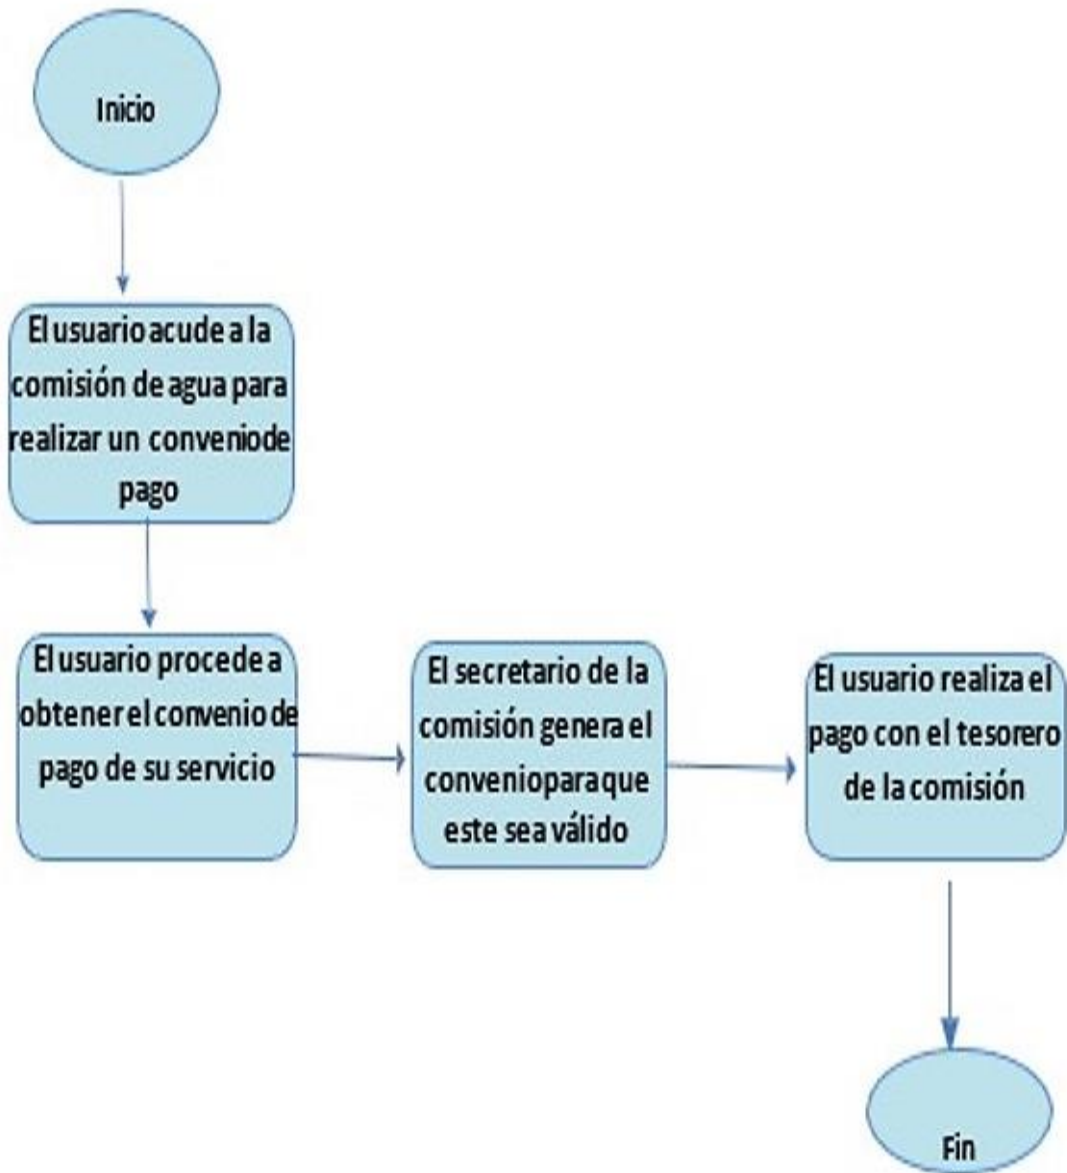 Inicio
El usuario acude a la
comisión de agua para
realizar un conveniode
pago
El usuario procede a
obtener el convenio de
pago de su servicio
El secretario de la
comisión genera el
convenioparaque
este sea válido
El usuario realiza el
pago con el tesorero
de la comisión
Fin